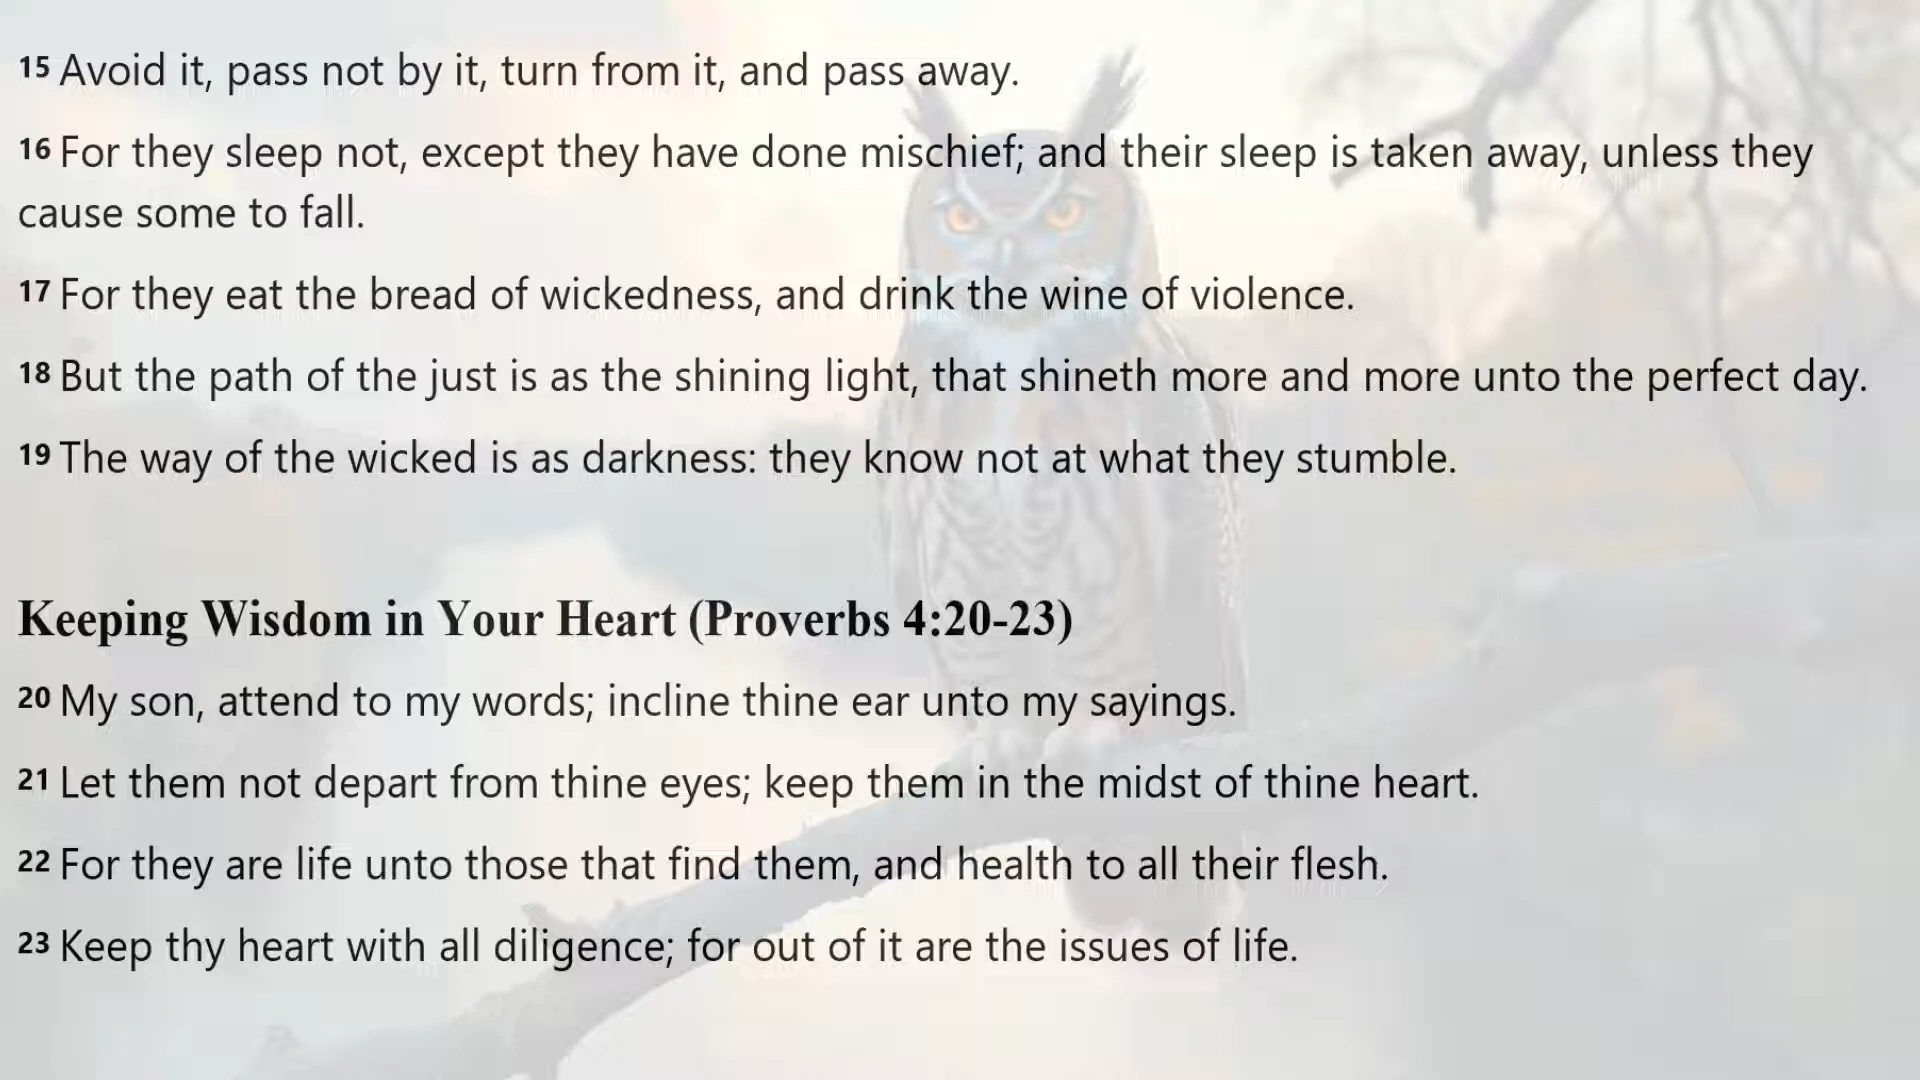 15 Avoid it, pass not by it, turn from it, and pass away.
16 For they sleep not, except they have done mischief; and their sleep is taken away, unless they
cause some to fall.
17 For they eat the bread of wickedness, and drink the wine of violence.
18 But the path of the just is as the shining light, that shineth more and more unto the perfect day.
19 The way of the wicked is as darkness: they know not at what they stumble.
Keeping Wisdom in Your Heart (Proverbs 4:20-23)
20 My son, attend to my words; incline thine ear unto my sayings.
21 Let them not depart from thine eyes; keep them in the midst of thine heart.
22 For they are life unto those that find them, and health to all their flesh.
23 Keep thy heart with all diligence; for out of it are the issues of life.